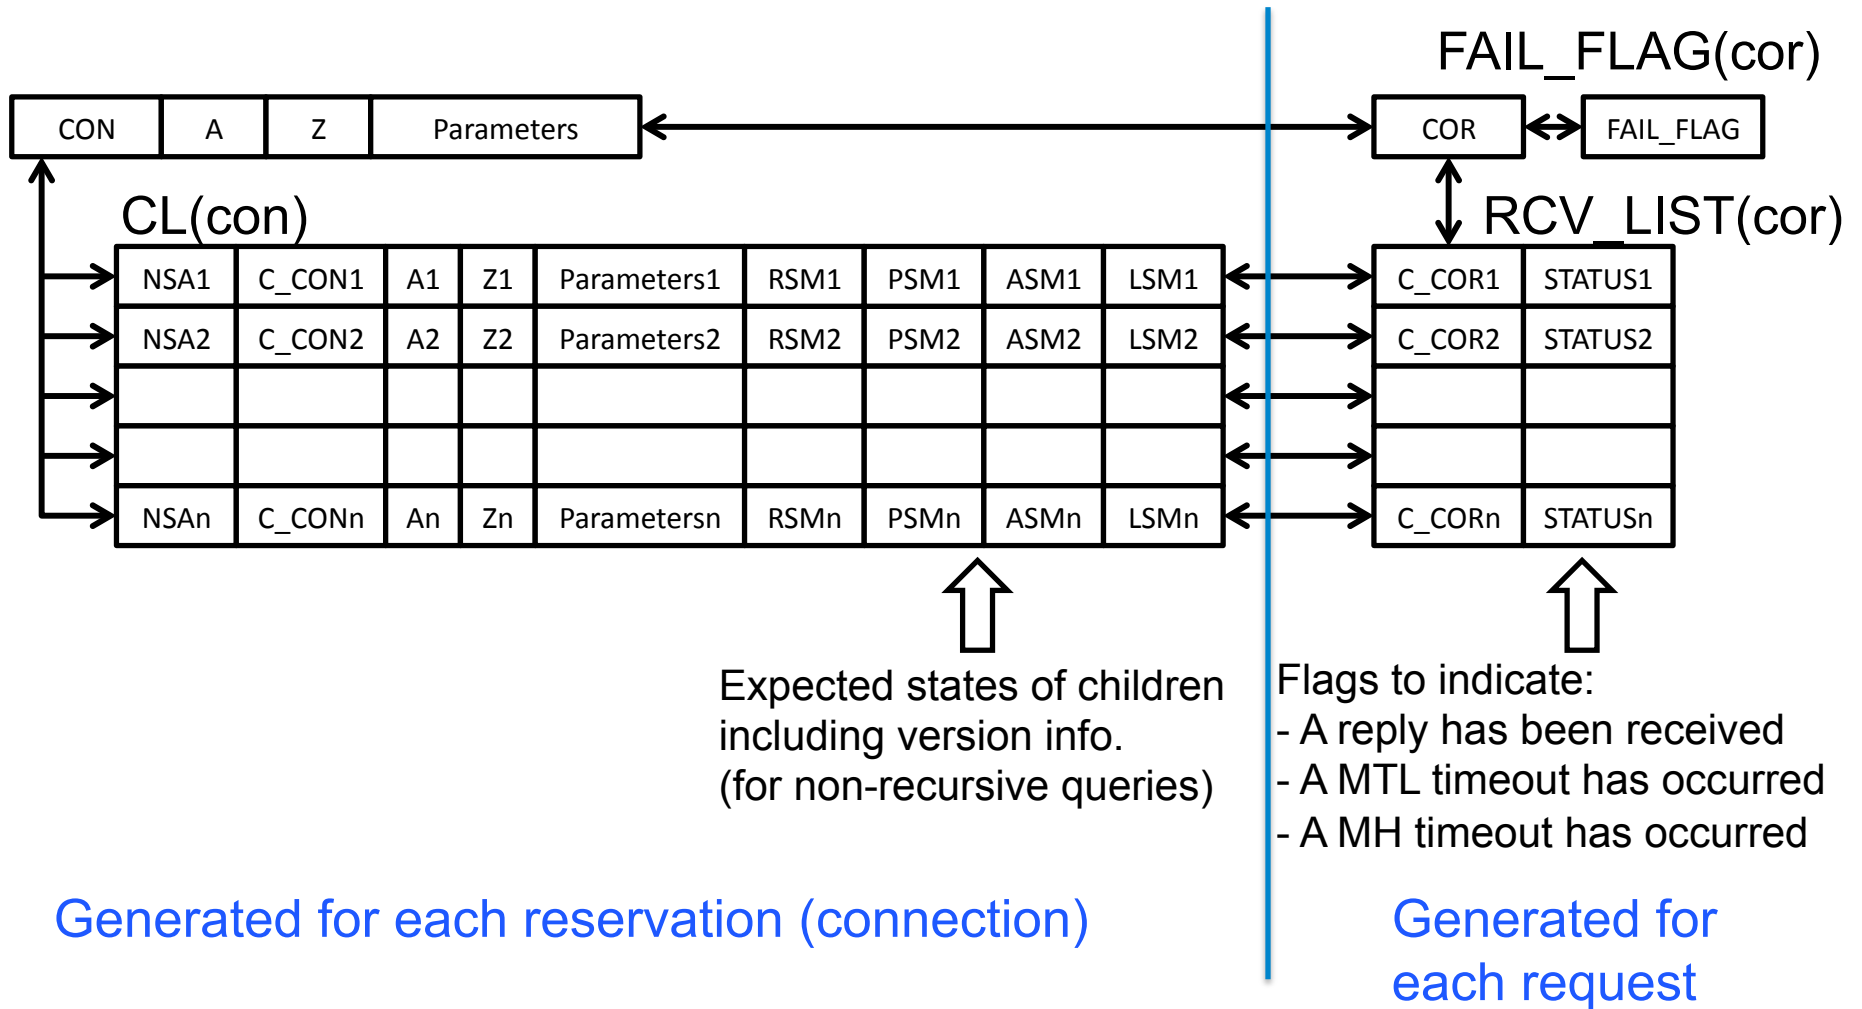 FAIL_FLAG(cor)
CON A Z Parameters COR FAIL_FLAG
CL(con) RCV_LIST(cor)
NSA1 C_CON1 A1 Z1 Parameters1 RSM1 PSM1 ASM1 LSM1 C_COR1 STATUS1
NSA2 C_CON2 A2 Z2 Parameters2 RSM2 PSM2 ASM2 LSM2 C_COR2 STATUS2
NSAn C_CONn An Zn Parametersn RSMn PSMn ASMn LSMn C_CORn STATUSn
Expected states of children
including version info.
(for non-recursive queries)
Flags to indicate:
- A reply has been received
- A MTL timeout has occurred
- A MH timeout has occurred
Generated for each reservation (connection)
Generated for
each request